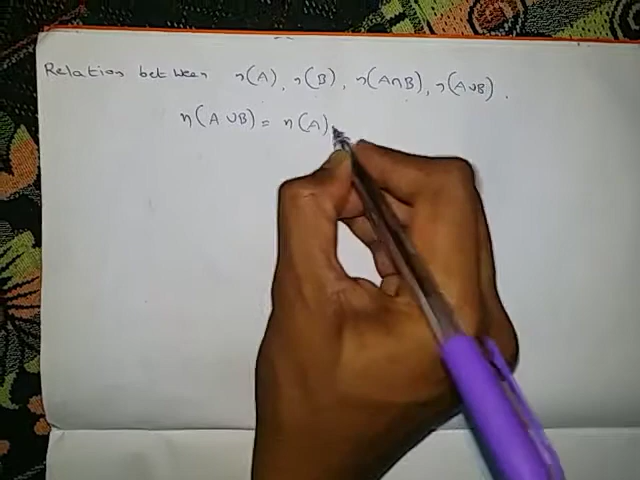 Relation between n(A), n(B), n(A∩B), n(A∪B).
n(A∪B) = n(A)